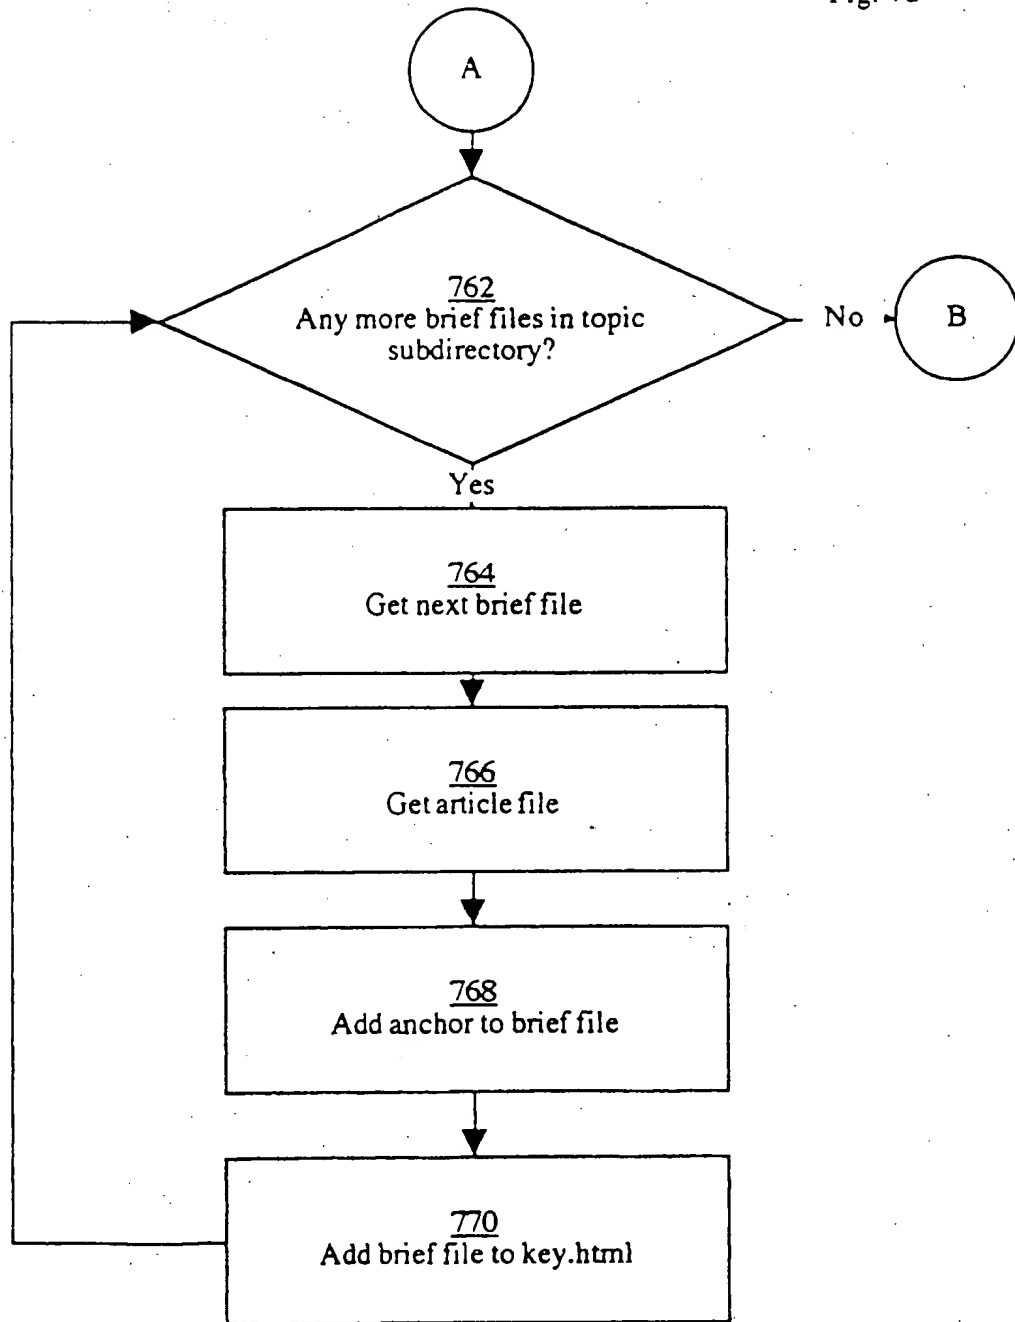 A
762
Any more brief files in topic
subdirectory?
No
B
Yes
764
Get next brief file
766
Get article file
768
Add anchor to brief file
770
Add brief file to key.html